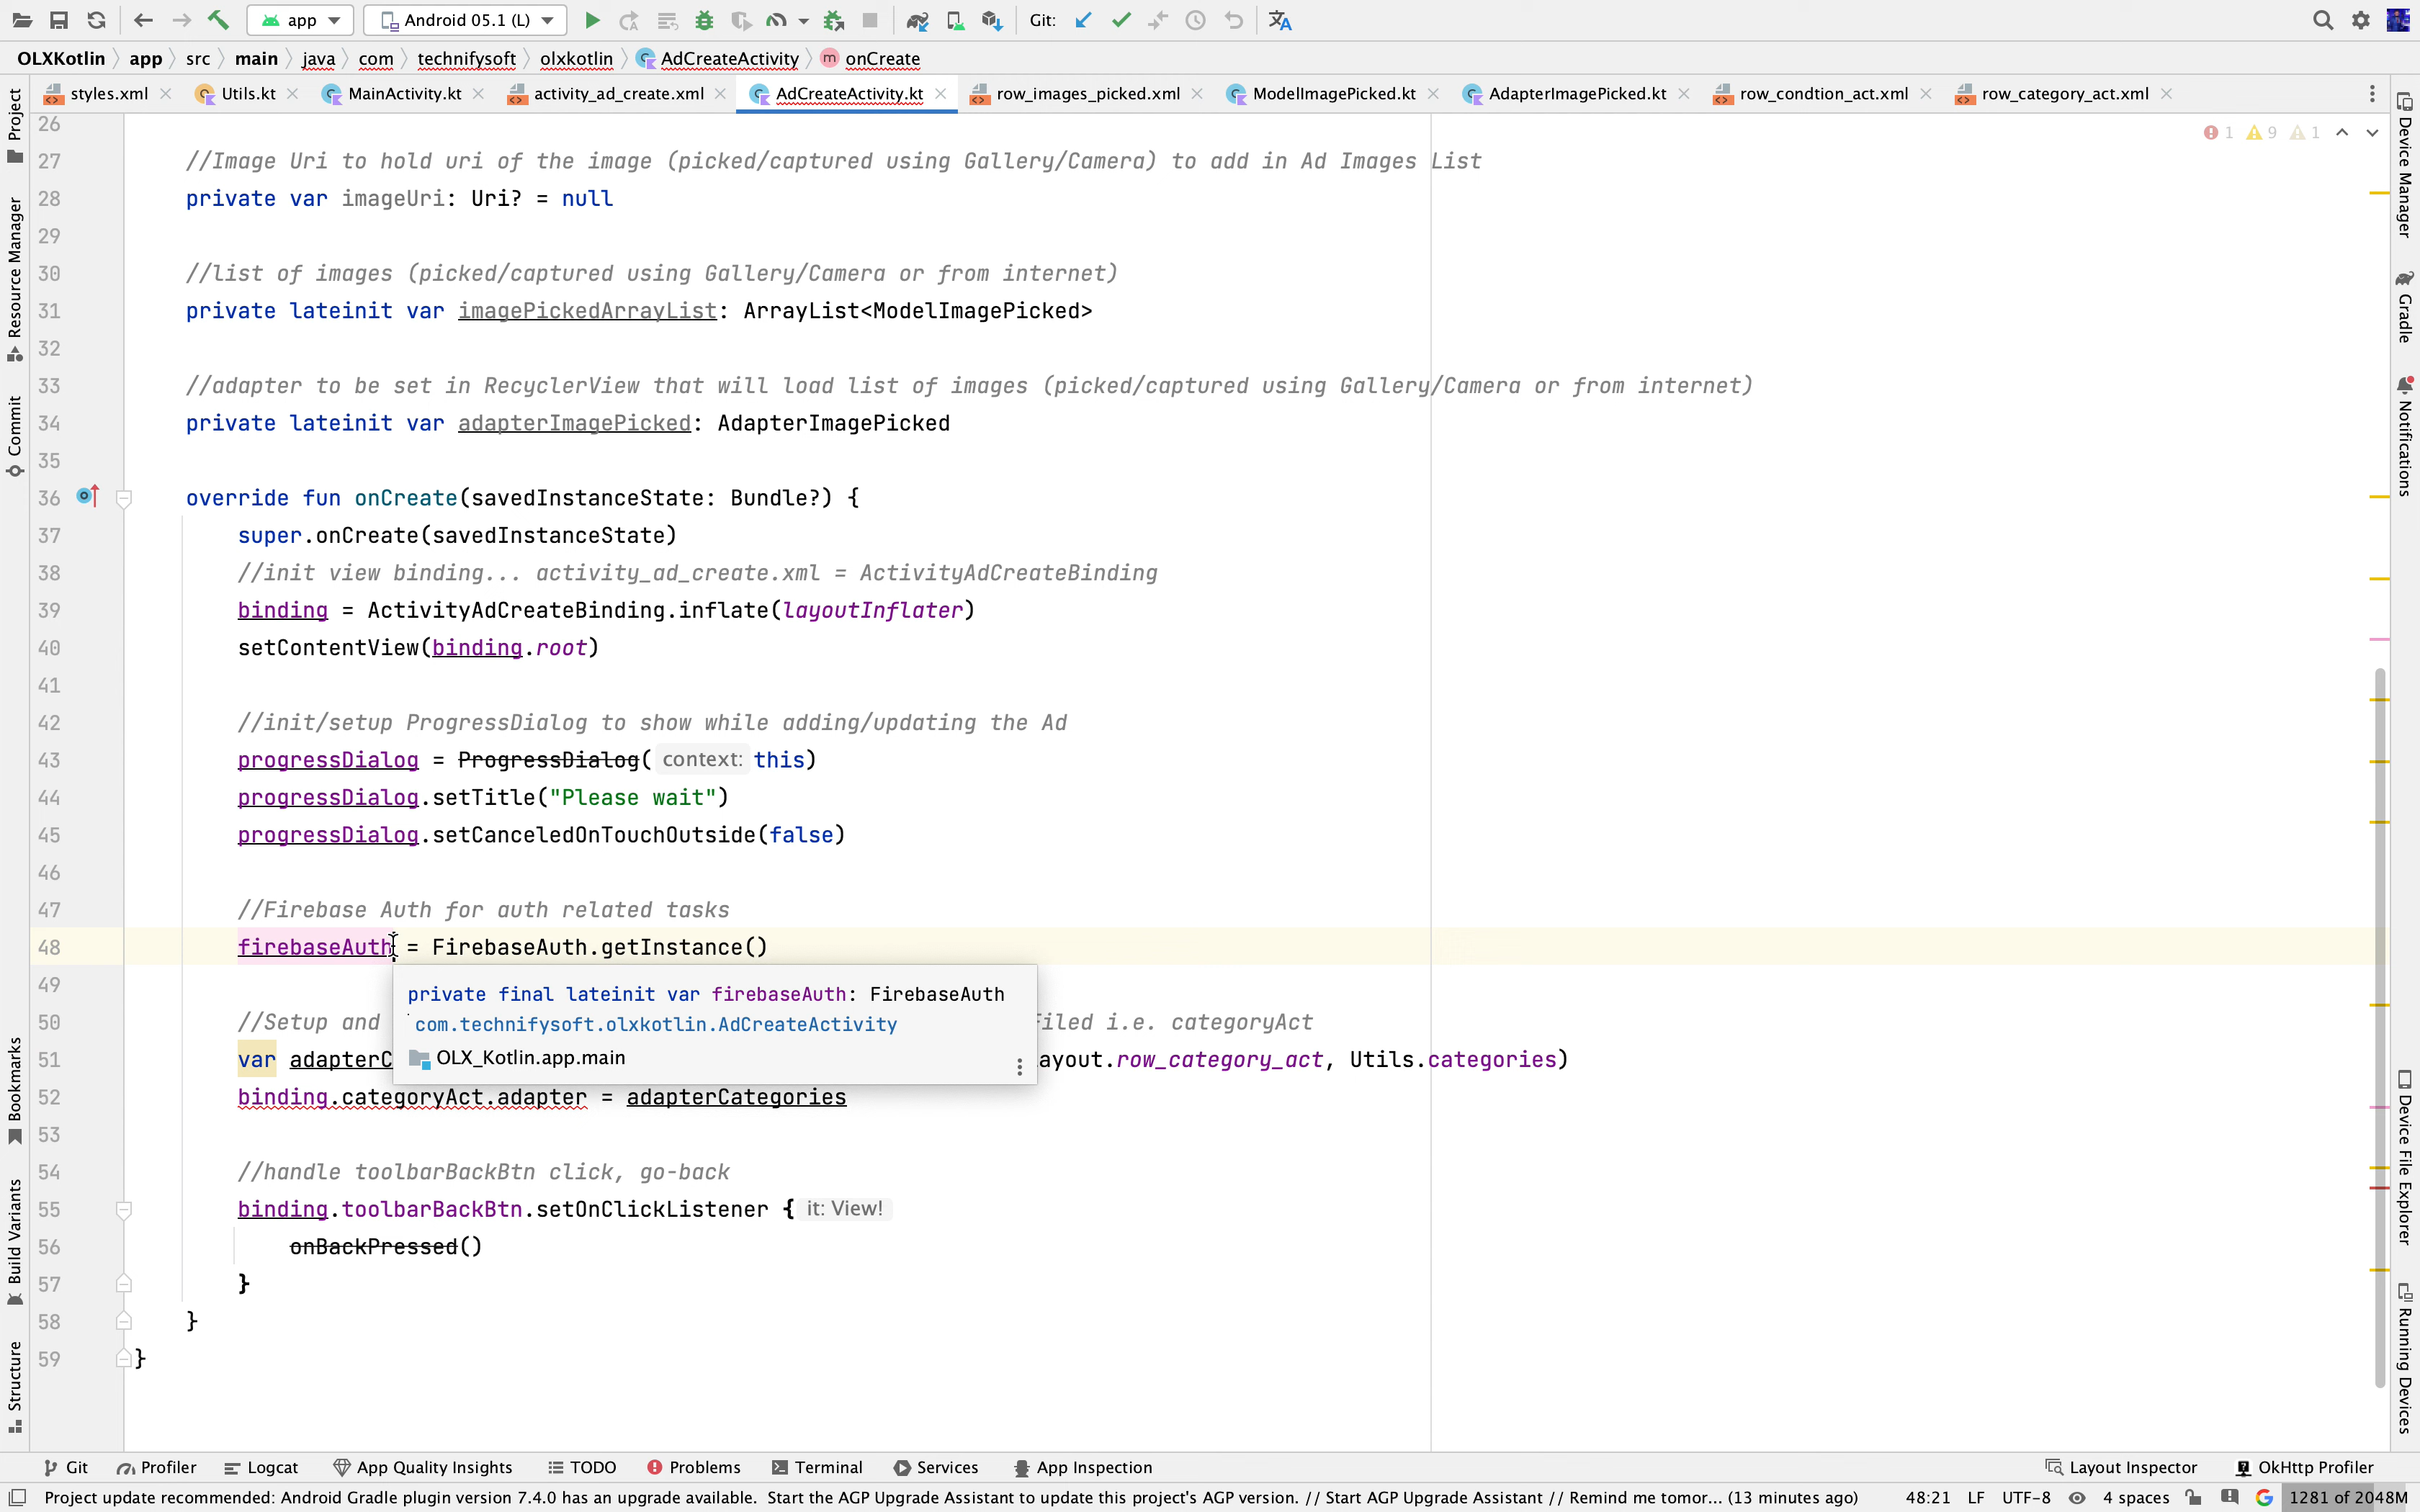 app Android 05.1 (L) Git:
OLXKotlin app src main java com technifysoft olxkotlin AdCreateActivity m onCreate
styles.xml Utils.kt MainActivity.kt activity_ad_create.xml AdCreateActivity.kt row_images_picked.xml ModelImagePicked.kt AdapterImagePicked.kt row_condtion_act.xml row_category_act.xml
1 9 1
26
27 //Image Uri to hold uri of the image (picked/captured using Gallery/Camera) to add in Ad Images List
28 private var imageUri: Uri? = null
29
30 //list of images (picked/captured using Gallery/Camera or from internet)
31 private lateinit var imagePickedArrayList: ArrayList<ModelImagePicked>
32
33 //adapter to be set in RecyclerView that will load list of images (picked/captured using Gallery/Camera or from internet)
34 private lateinit var adapterImagePicked: AdapterImagePicked
35
36 override fun onCreate(savedInstanceState: Bundle?) {
37 super.onCreate(savedInstanceState)
38 //init view binding... activity_ad_create.xml = ActivityAdCreateBinding
39 binding = ActivityAdCreateBinding.inflate(layoutInflater)
40 setContentView(binding.root)
41
42 //init/setup ProgressDialog to show while adding/updating the Ad
43 progressDialog = ProgressDialog( context: this)
44 progressDialog.setTitle("Please wait")
45 progressDialog.setCanceledOnTouchOutside(false)
46
47 //Firebase Auth for auth related tasks
48 firebaseAuth = FirebaseAuth.getInstance()
49
private final lateinit var firebaseAuth: FirebaseAuth
com.technifysoft.olxkotlin.AdCreateActivity
OLX_Kotlin.app.main
50 //Setup and filed i.e. categoryAct
51 var adapterC ayout.row_category_act, Utils.categories)
52 binding.categoryAct.adapter = adapterCategories
53
54 //handle toolbarBackBtn click, go-back
55 binding.toolbarBackBtn.setOnClickListener { it: View!
56 onBackPressed()
57 }
58 }
59 }
Project
Resource Manager
Commit
Bookmarks
Build Variants
Structure
Device Manager
Gradle
Notifications
Device File Explorer
Running Devices
Git Profiler Logcat App Quality Insights TODO Problems Terminal Services App Inspection Layout Inspector OkHttp Profiler
Project update recommended: Android Gradle plugin version 7.4.0 has an upgrade available. Start the AGP Upgrade Assistant to update this project's AGP version. // Start AGP Upgrade Assistant // Remind me tomor... (13 minutes ago) 48:21 LF UTF-8 4 spaces 1281 of 2048M